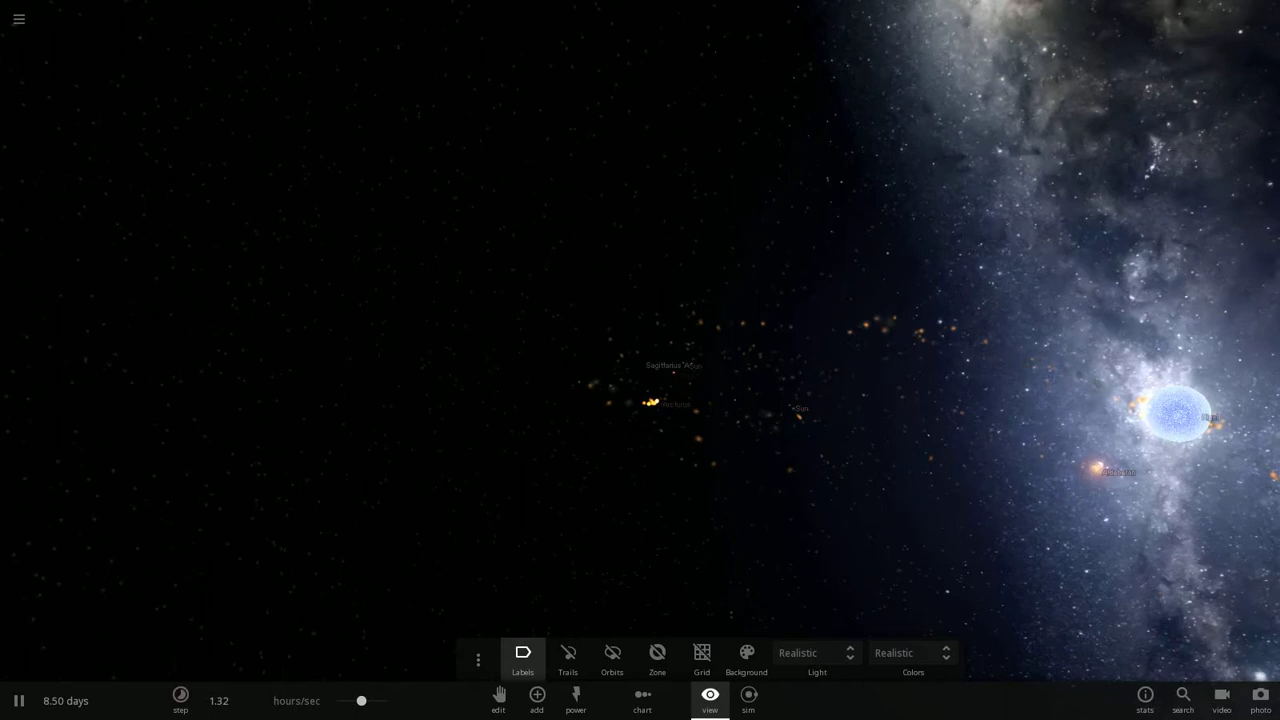 Sagittarius A
Sun
Aldebaran
Labels
Trails
Orbits
Zone
Grid
Background
Realistic
Light
Realistic
Colors
8.50 days
step
1.32
hours/sec
edit
add
power
chart
view
sim
stats
search
video
photo